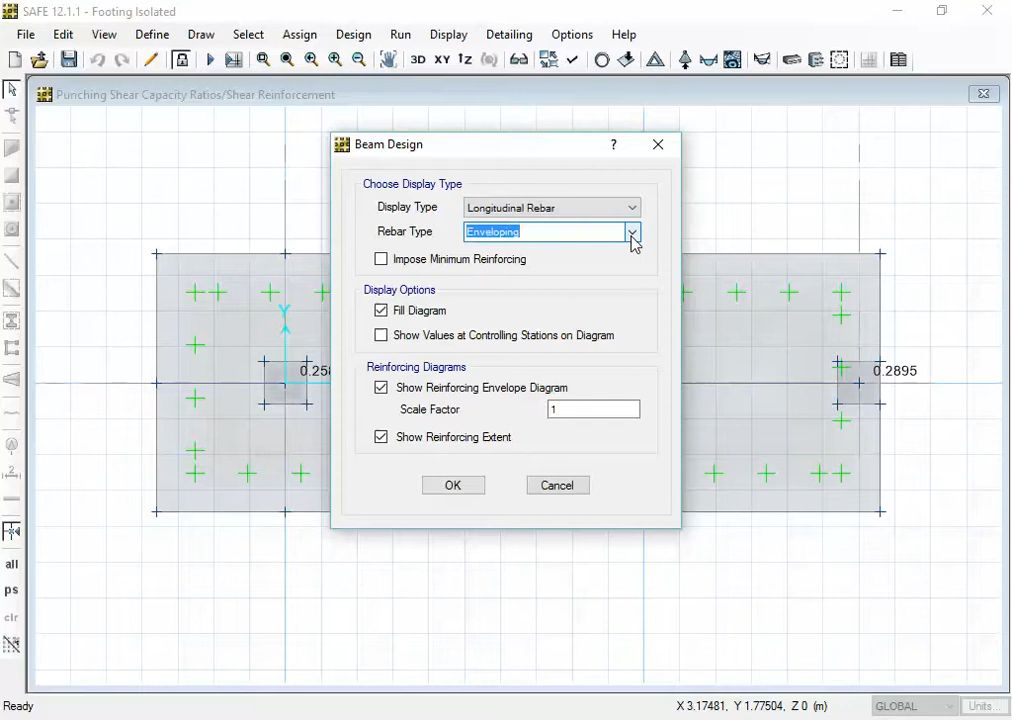 SAFE 12.1.1 - Footing Isolated
File Edit View Define Draw Select Assign Design Run Display Detailing Options Help
3D XY
Punching Shear Capacity Ratios/Shear Reinforcement
Beam Design ?
Choose Display Type
Display Type Longitudinal Rebar
Rebar Type Enveloping
Impose Minimum Reinforcing
Display Options
Fill Diagram
Show Values at Controlling Stations on Diagram
Reinforcing Diagrams
Show Reinforcing Envelope Diagram
Scale Factor 1
Show Reinforcing Extent
OK Cancel
Y
0.2895
all
ps
clr
Ready X 3.17481, Y 1.77504, Z 0 (m) GLOBAL Units...